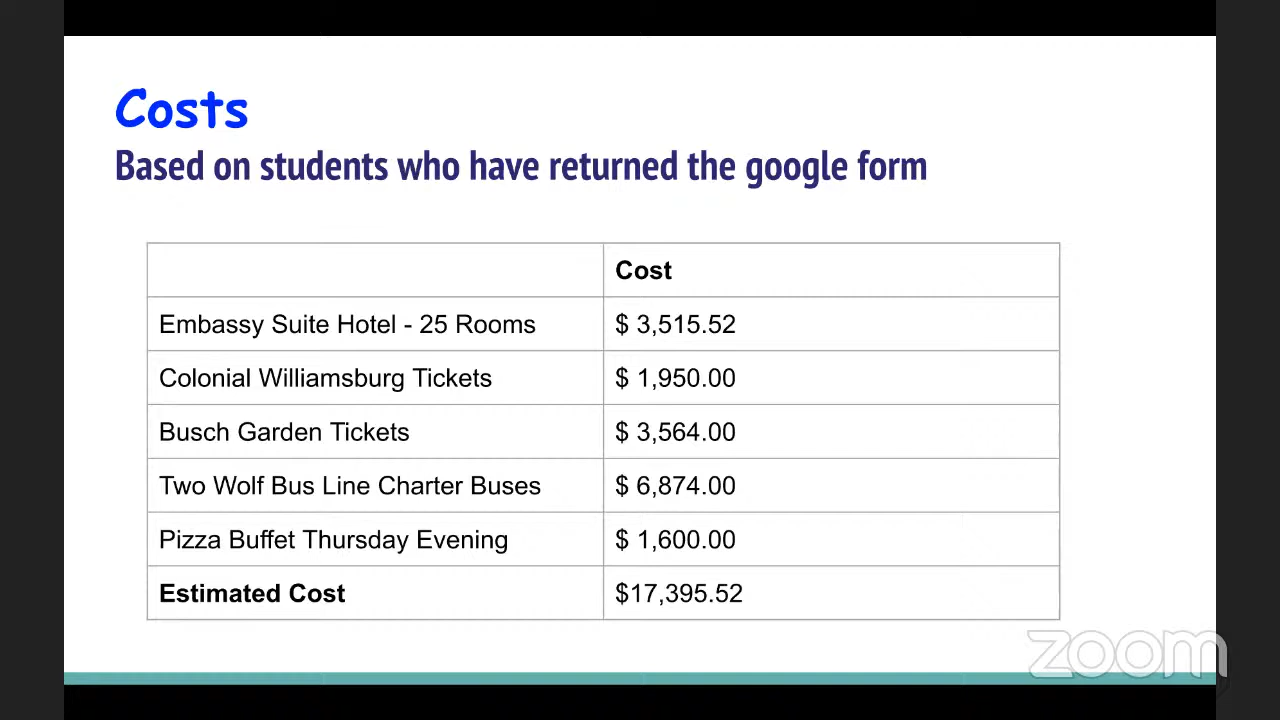 Costs
Based on students who have returned the google form
Cost
Embassy Suite Hotel - 25 Rooms $ 3,515.52
Colonial Williamsburg Tickets $ 1,950.00
Busch Garden Tickets $ 3,564.00
Two Wolf Bus Line Charter Buses $ 6,874.00
Pizza Buffet Thursday Evening $ 1,600.00
Estimated Cost $17,395.52
zoom